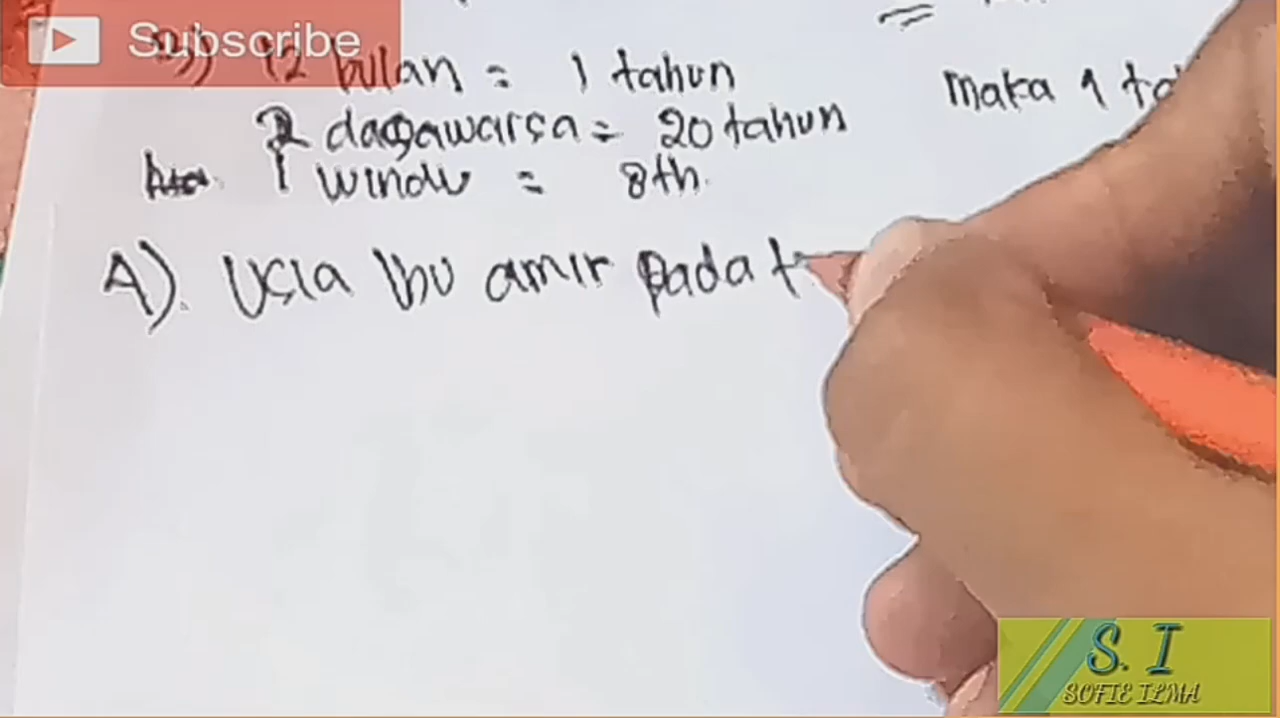 Subscribe
12 bulan = 1 tahun
maka 1 ta
2 dasawarsa = 20 tahun
1 windu = 8th.
A). Usia Ibu amir pada t
S. I
SOFIE ILMA